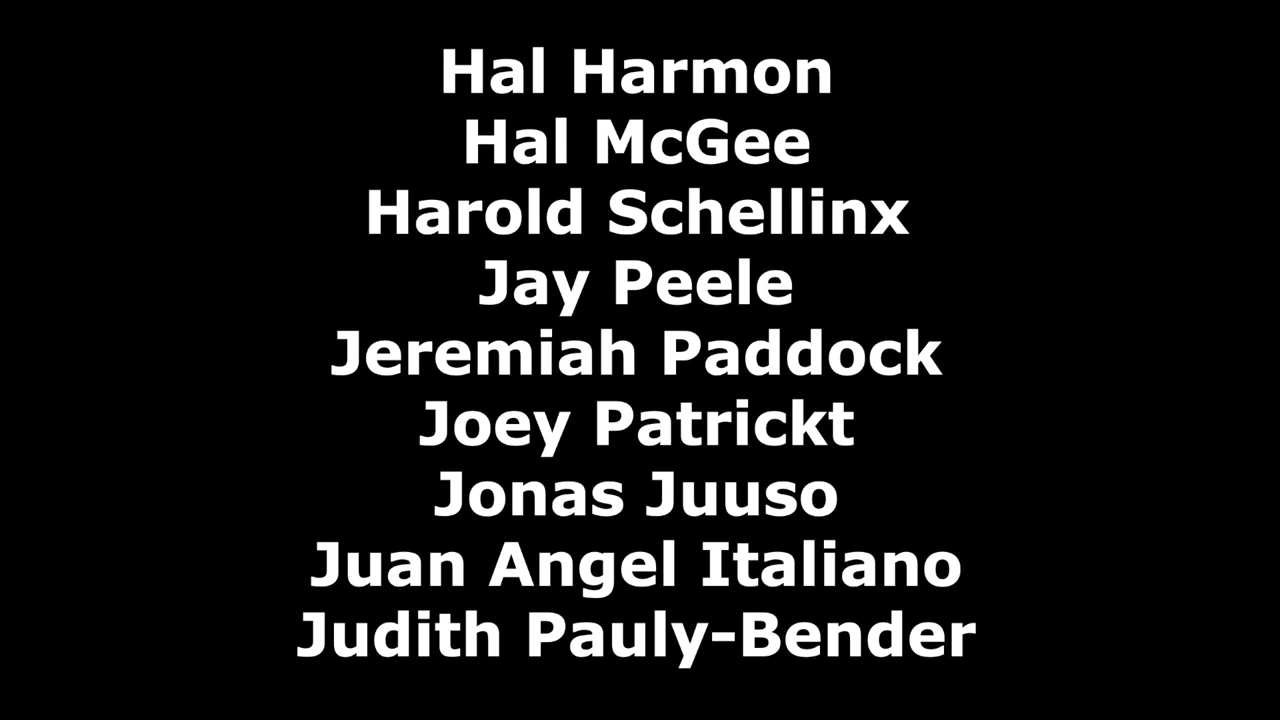 Hal Harmon
Hal McGee
Harold Schellinx
Jay Peele
Jeremiah Paddock
Joey Patrickt
Jonas Juuso
Juan Angel Italiano
Judith Pauly-Bender